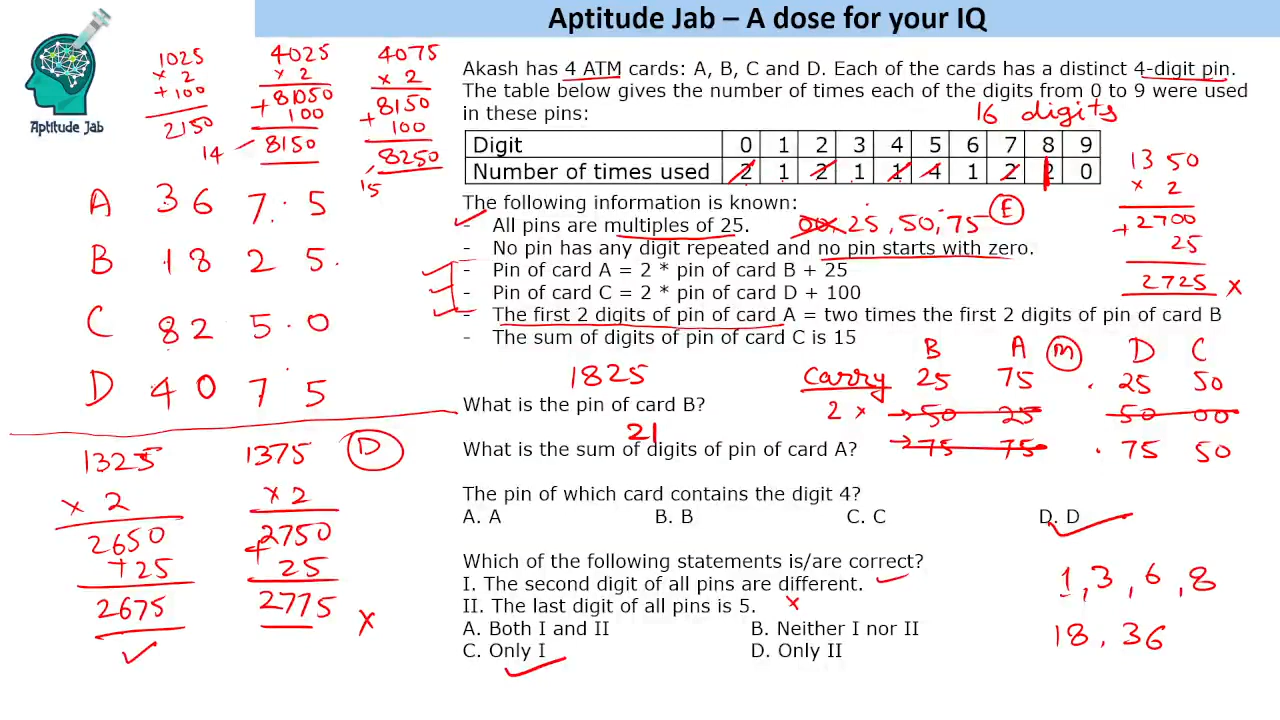 Aptitude Jab – A dose for your IQ
Aptitude Jab
Akash has 4 ATM cards: A, B, C and D. Each of the cards has a distinct 4-digit pin.
The table below gives the number of times each of the digits from 0 to 9 were used
in these pins:
16 digits
Digit 0 1 2 3 4 5 6 7 8 9
Number of times used 2 1 2 1 1 4 1 2 2 0
The following information is known:
- All pins are multiples of 25.
00, 25, 50, 75 E
- No pin has any digit repeated and no pin starts with zero.
- Pin of card A = 2 * pin of card B + 25
- Pin of card C = 2 * pin of card D + 100
- The first 2 digits of pin of card A = two times the first 2 digits of pin of card B
- The sum of digits of pin of card C is 15
1825
What is the pin of card B?
21
What is the sum of digits of pin of card A?
The pin of which card contains the digit 4?
A. A B. B C. C D. D
Which of the following statements is/are correct?
I. The second digit of all pins are different.
II. The last digit of all pins is 5. x
A. Both I and II B. Neither I nor II
C. Only I D. Only II
1025
x 2
+ 100
2150
4025
x 2
+ 81050
100
8150
14
4075
x 2
+ 8150
100
8250
15
A 3 6 7 5
B 1 8 2 5
C 8 2 5 0
D 4 0 7 5
1325
x 2
2650
+25
2675
1375 D
x 2
2750
+ 25
2775 x
1350
x 2
+ 2700
25
2725 x
B A M D C
Carry 25 75 25 50
2 x 50 25 50 00
75 75 75 50
1, 3, 6, 8
18, 36